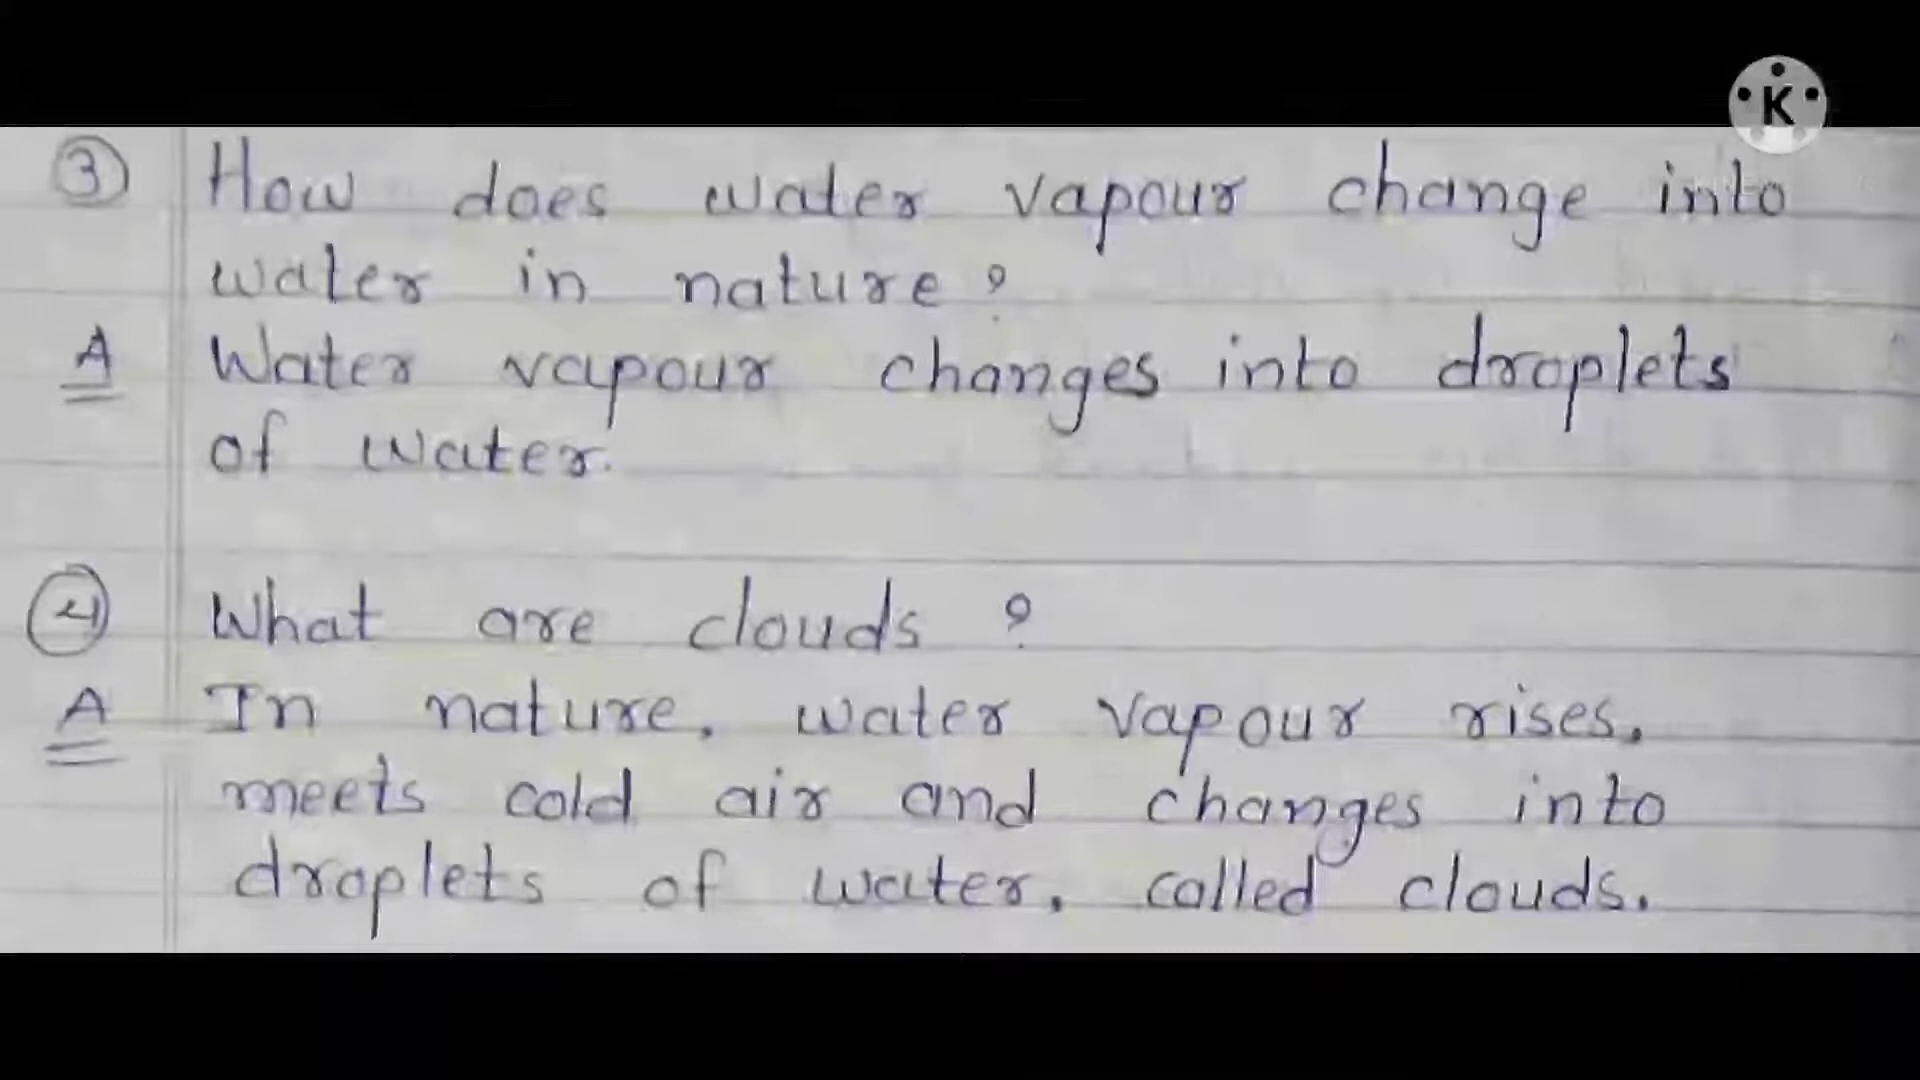 K
③ How does water vapour change into
water in nature?
A Water vapour changes into droplets
of water.
④ What are clouds?
A In nature, water vapour rises,
meets cold air and changes into
droplets of water, called clouds.